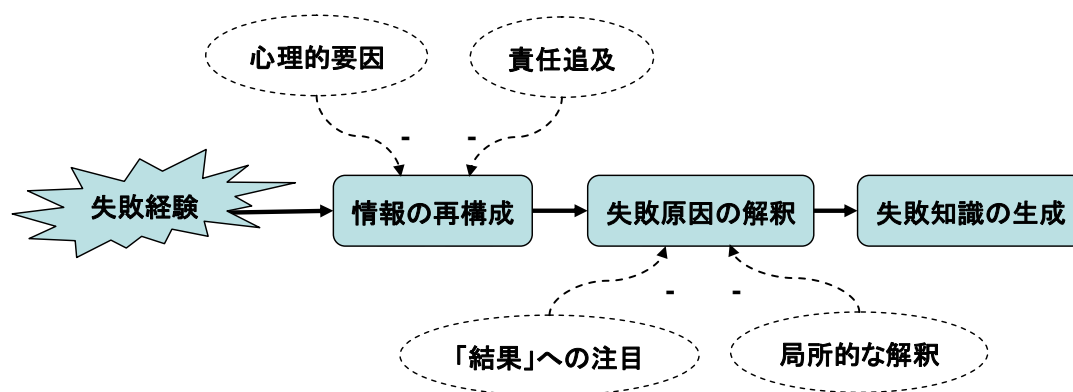 心理的要因
責任追及
-
-
失敗経験
情報の再構成
失敗原因の解釈
失敗知識の生成
-
-
「結果」への注目
局所的な解釈